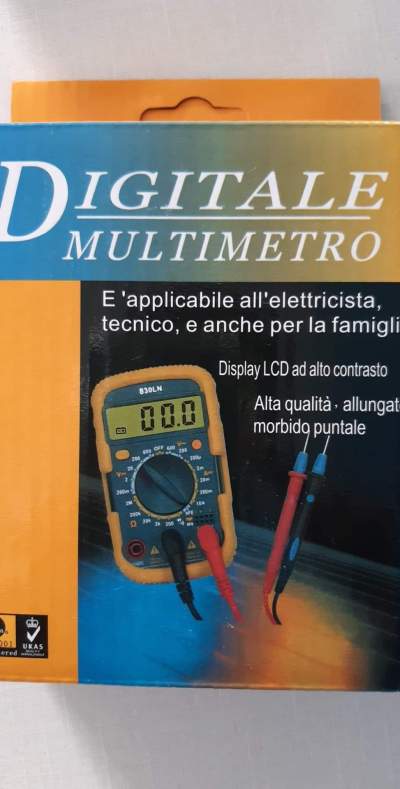 DIGITALE
MULTIMETRO
E 'applicabile all'elettricista,
tecnico, e anche per la famigli
Display LCD ad alto contrasto
Alta qualità · allungat
morbido puntale
830LN
00.0
OFF
UKAS